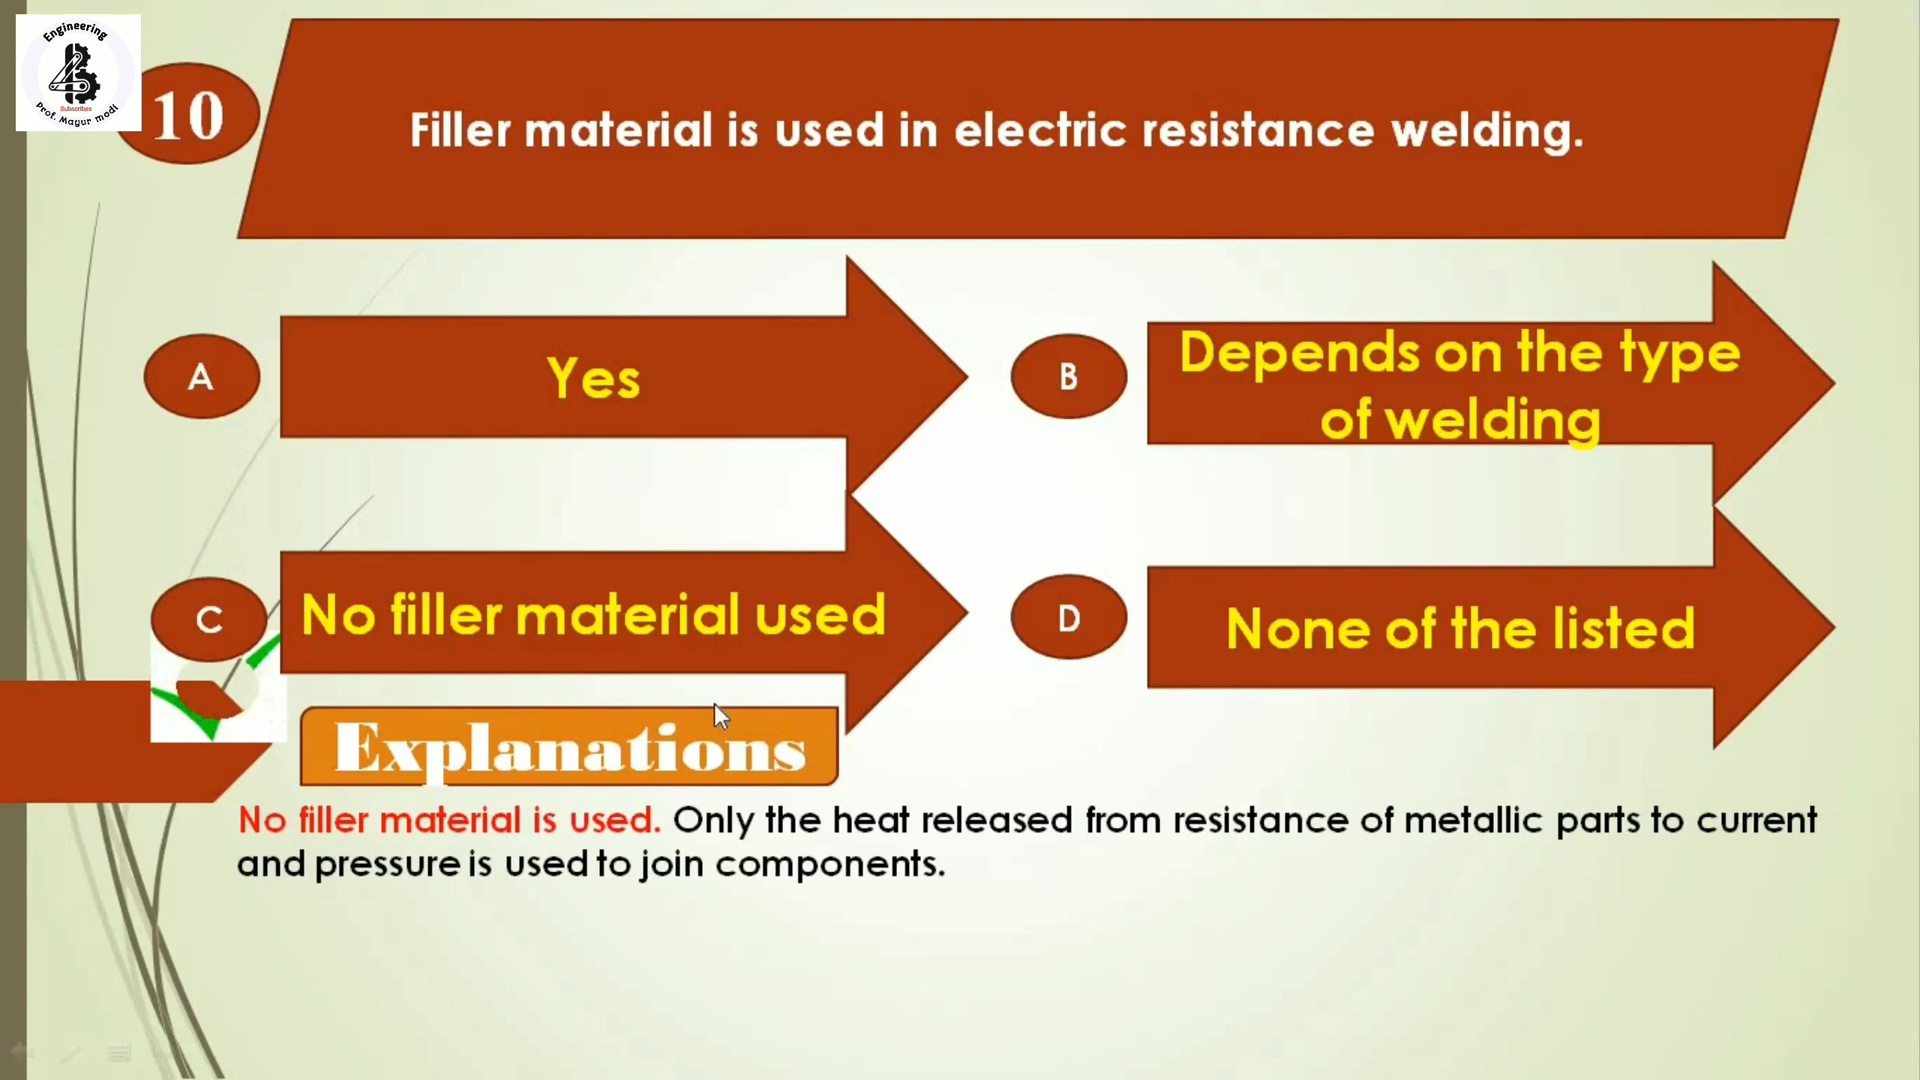 Engineering
Subscribes
Prof. Mayur modi
10
Filler material is used in electric resistance welding.
A
Yes
B
Depends on the type
of welding
C
No filler material used
D
None of the listed
Explanations
No filler material is used. Only the heat released from resistance of metallic parts to current
and pressure is used to join components.